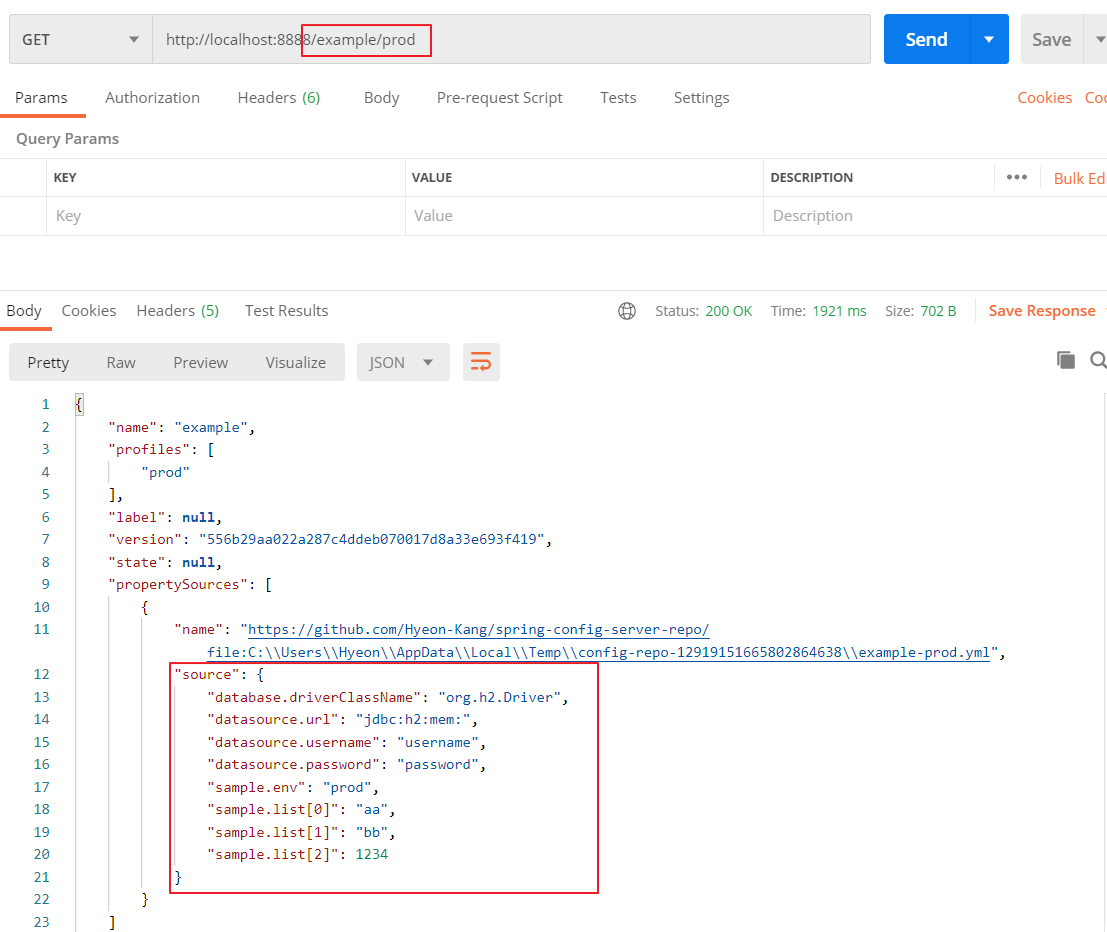 GET http://localhost:8888/example/prod Send Save
Params Authorization Headers (6) Body Pre-request Script Tests Settings Cookies Coo
Query Params
KEY VALUE DESCRIPTION ••• Bulk Ed
Key Value Description
Body Cookies Headers (5) Test Results Status: 200 OK Time: 1921 ms Size: 702 B Save Response
Pretty Raw Preview Visualize JSON
1 {
2 "name": "example",
3 "profiles": [
4 "prod"
5 ],
6 "label": null,
7 "version": "556b29aa022a287c4ddeb070017d8a33e693f419",
8 "state": null,
9 "propertySources": [
10 {
11 "name": "https://github.com/Hyeon-Kang/spring-config-server-repo/
file:C:\\Users\\Hyeon\\AppData\\Local\\Temp\\config-repo-12919151665802864638\\example-prod.yml",
12 "source": {
13 "database.driverClassName": "org.h2.Driver",
14 "datasource.url": "jdbc:h2:mem:",
15 "datasource.username": "username",
16 "datasource.password": "password",
17 "sample.env": "prod",
18 "sample.list[0]": "aa",
19 "sample.list[1]": "bb",
20 "sample.list[2]": 1234
21 }
22 }
23 ]